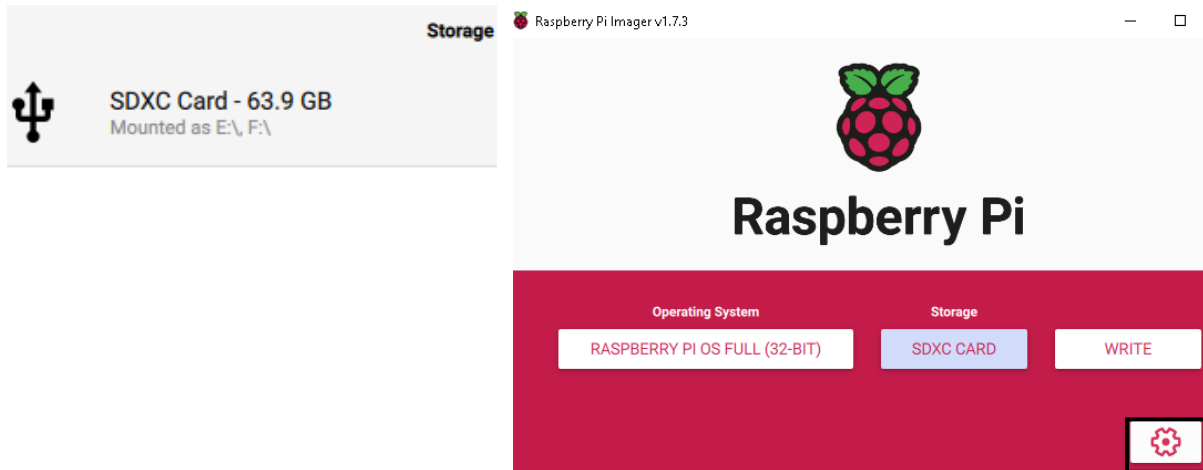 Storage
SDXC Card - 63.9 GB
Mounted as E:\, F:\
Raspberry Pi Imager v1.7.3
Raspberry Pi
Operating System
Storage
RASPBERRY PI OS FULL (32-BIT)
SDXC CARD
WRITE